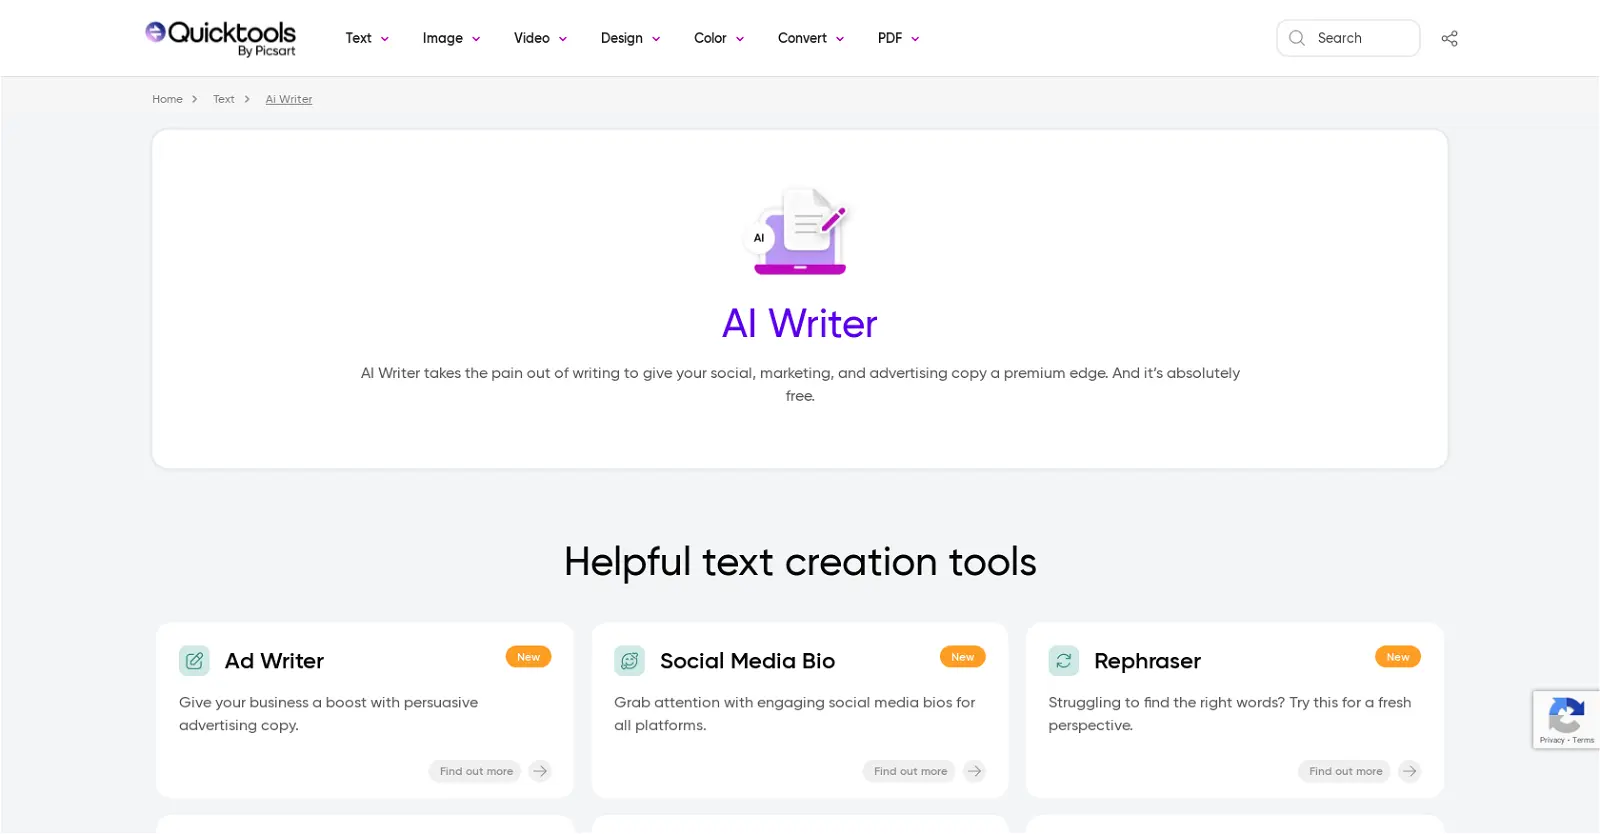 Quicktools
By Picsart
Text
Image
Video
Design
Color
Convert
PDF
Search
Home
Text
Ai Writer
AI
AI Writer
AI Writer takes the pain out of writing to give your social, marketing, and advertising copy a premium edge. And it's absolutely
free.
Helpful text creation tools
Ad Writer
New
Give your business a boost with persuasive
advertising copy.
Find out more
Social Media Bio
New
Grab attention with engaging social media bios for
all platforms.
Find out more
Rephraser
New
Struggling to find the right words? Try this for a fresh
perspective.
Find out more
Privacy - Terms